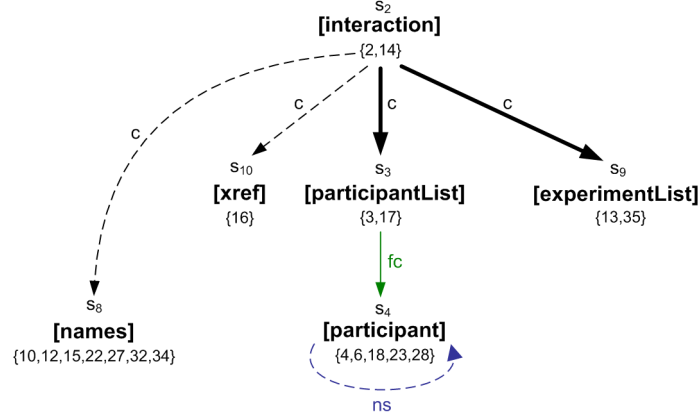 s₂
[interaction]
{2,14}
c
c
c
c
s₁₀
[xref]
{16}
s₃
[participantList]
{3,17}
s₉
[experimentList]
{13,35}
fc
s₈
[names]
{10,12,15,22,27,32,34}
s₄
[participant]
{4,6,18,23,28}
ns